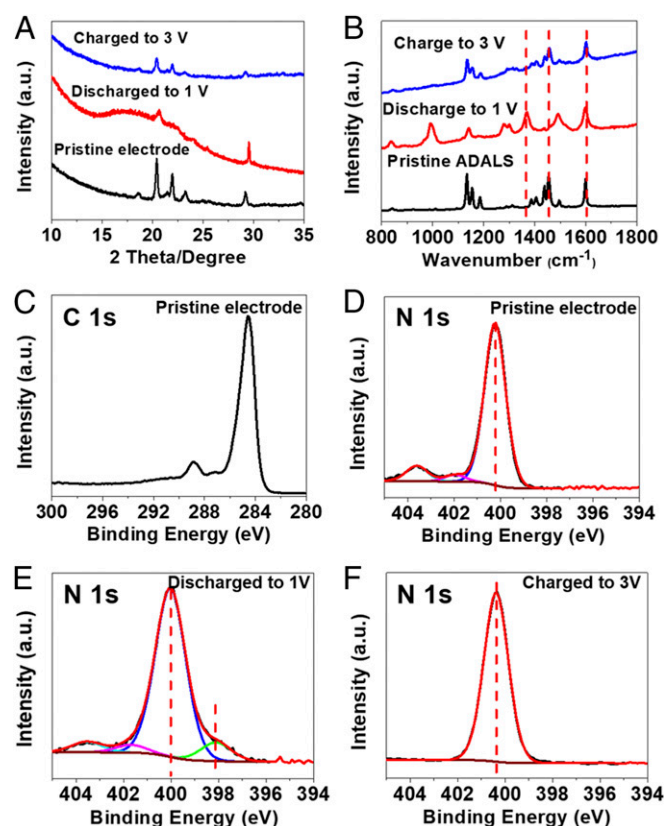 A
Charged to 3 V
Discharged to 1 V
Pristine electrode
Intensity (a.u.)
10 15 20 25 30 35
2 Theta/Degree
B
Charge to 3 V
Discharge to 1 V
Pristine ADALS
Intensity (a.u.)
800 1000 1200 1400 1600 1800
Wavenumber (cm⁻¹)
C
C 1s
Pristine electrode
Intensity (a.u.)
300 296 292 288 284 280
Binding Energy (eV)
D
N 1s
Pristine electrode
Intensity (a.u.)
404 402 400 398 396 394
Binding Energy (eV)
E
N 1s
Discharged to 1V
Intensity (a.u.)
404 402 400 398 396 394
Binding Energy (eV)
F
N 1s
Charged to 3V
Intensity (a.u.)
404 402 400 398 396 394
Binding Energy (eV)